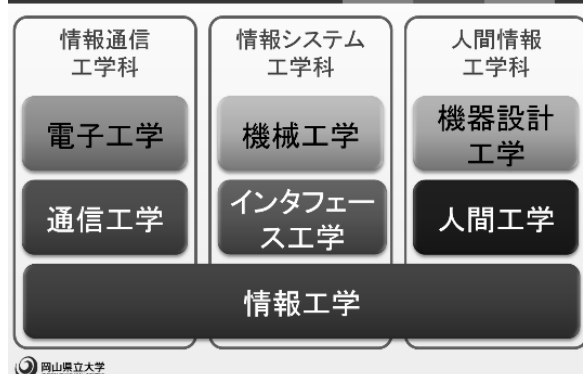 情報通信
工学科
電子工学
通信工学
情報システム
工学科
機械工学
インタフェー
ス工学
人間情報
工学科
機器設計
工学
人間工学
情報工学
岡山県立大学